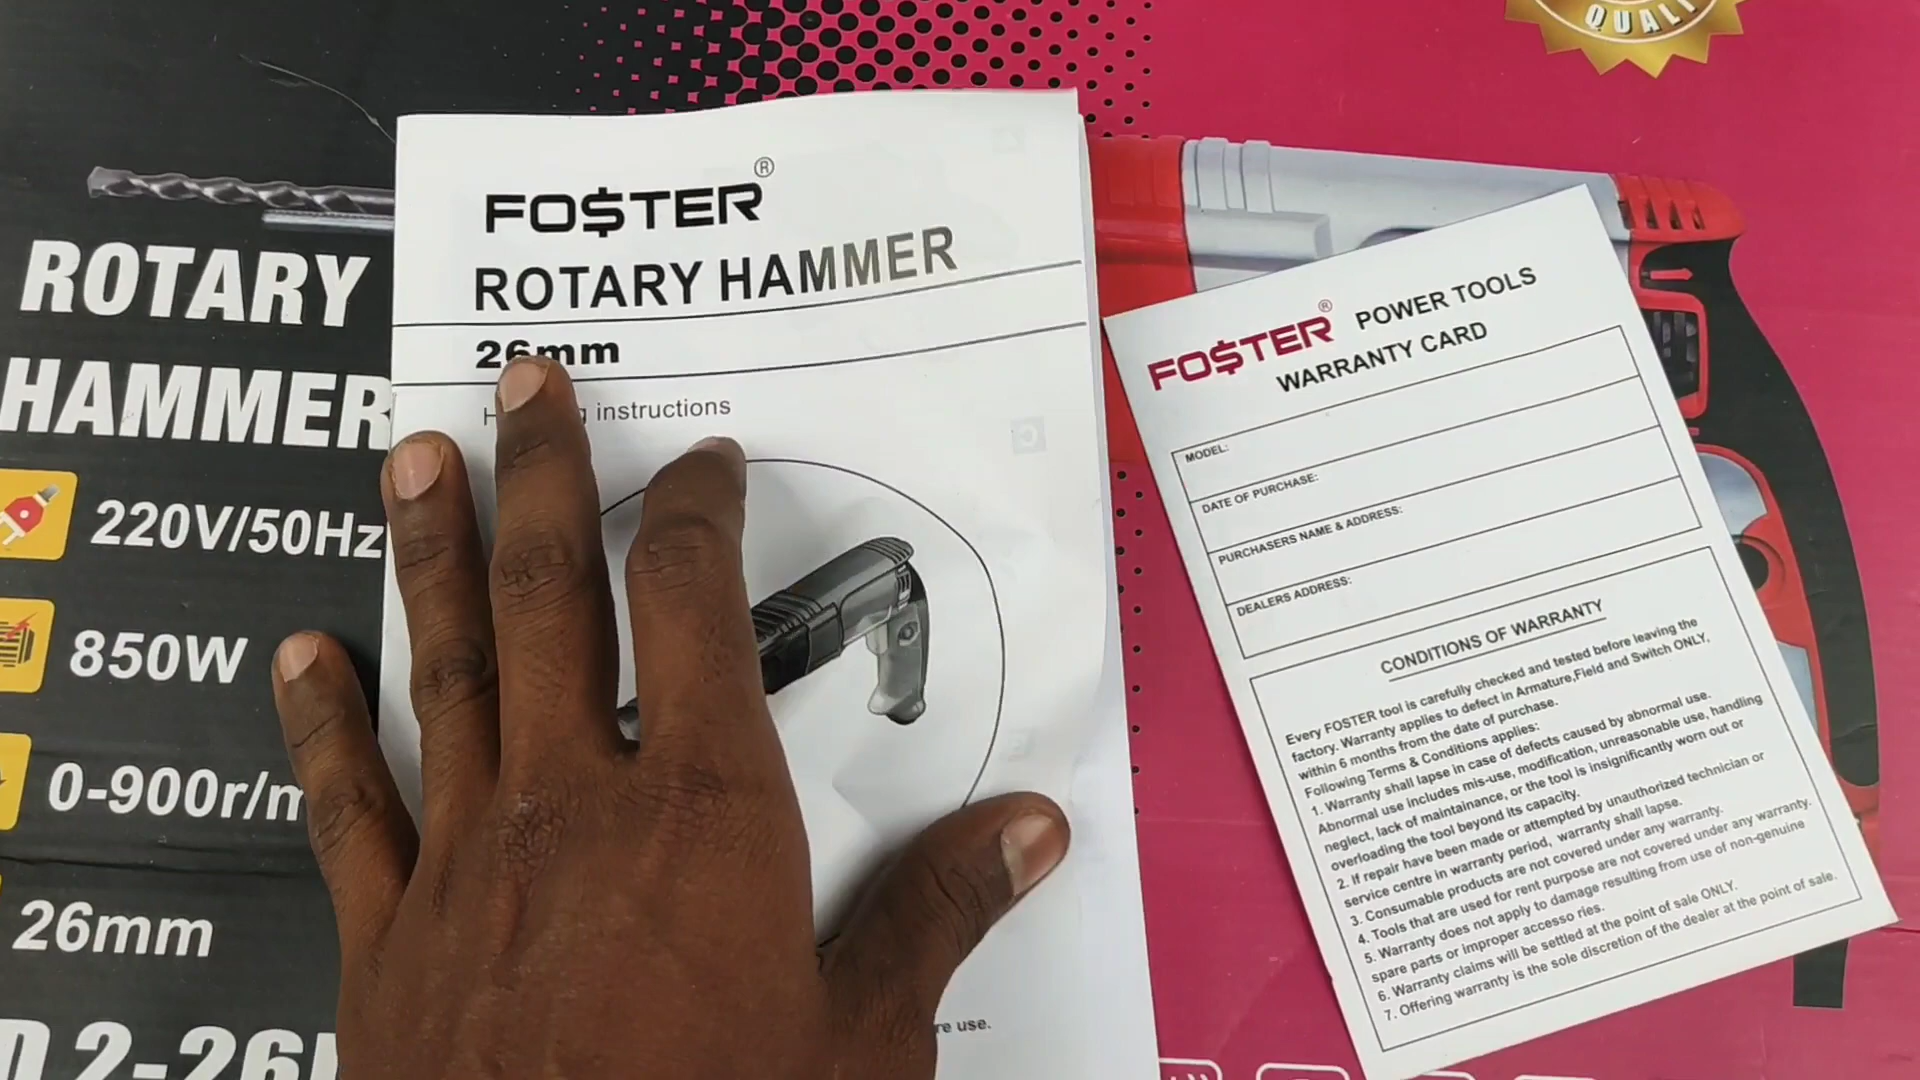 QUALI
ROTARY
HAMMER
220V/50Hz
850W
0-900r/m
26mm
2-26
FO$TER®
ROTARY HAMMER
26mm
instructions
re use.
FO$TER® POWER TOOLS
WARRANTY CARD
MODEL:
DATE OF PURCHASE:
PURCHASERS NAME & ADDRESS:
DEALERS ADDRESS:
CONDITIONS OF WARRANTY
Every FOSTER tool is carefully checked and tested before leaving the
factory. Warranty applies to defect in Armature,Field and Switch ONLY,
within 6 months from the date of purchase.
Following Terms & Conditions applies:
1. Warranty shall lapse in case of defects caused by abnormal use.
Abnormal use includes mis-use, modification, unreasonable use, handling
neglect, lack of maintainance, or the tool is insignificantly worn out or
overloading the tool beyond its capacity.
2. If repair have been made or attempted by unauthorized technician or
service centre in warranty period, warranty shall lapse.
3. Consumable products are not covered under any warranty.
4. Tools that are used for rent purpose are not covered under any warranty.
5. Warranty does not apply to damage resulting from use of non-genuine
spare parts or improper accesso ries.
6. Warranty claims will be settled at the point of sale ONLY.
7. Offering warranty is the sole discretion of the dealer at the point of sale.